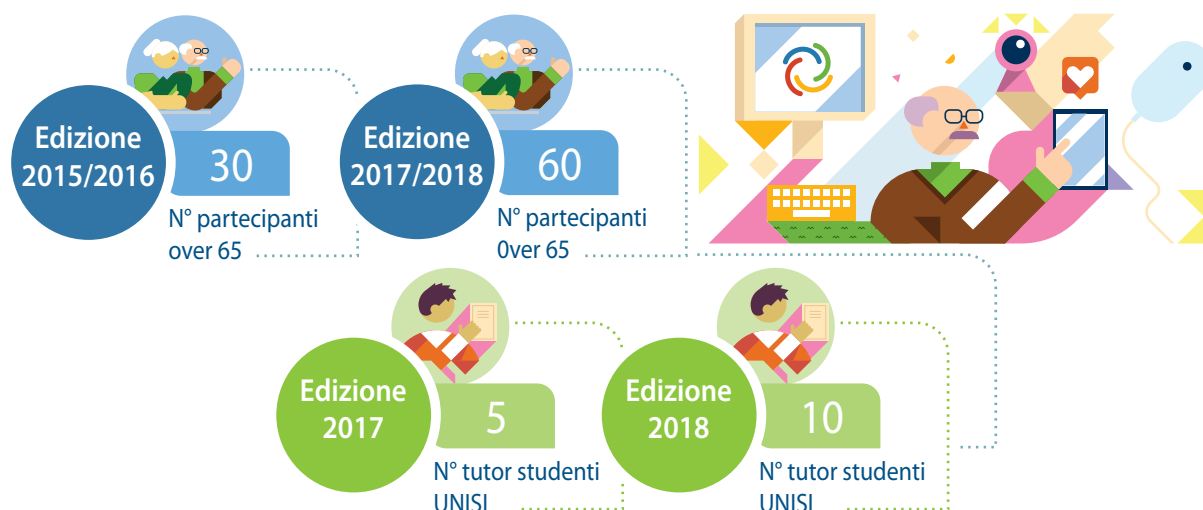 Edizione
2015/2016
30
N° partecipanti
over 65
Edizione
2017/2018
60
N° partecipanti
0ver 65
Edizione
2017
5
N° tutor studenti
UNISI
Edizione
2018
10
N° tutor studenti
UNISI